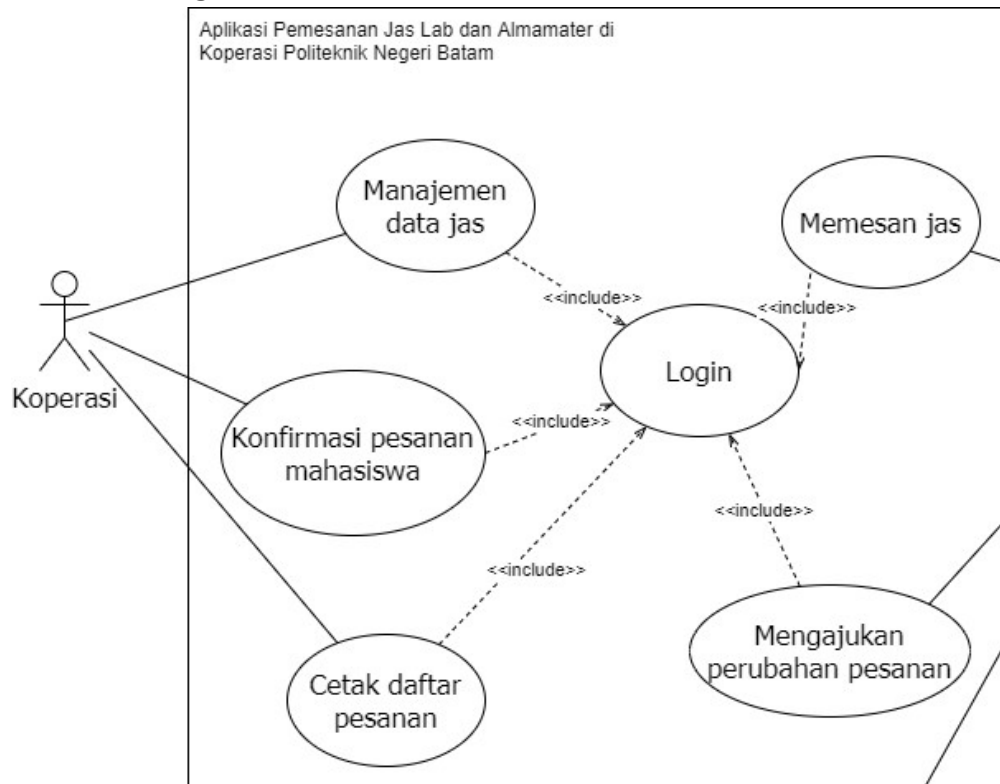 Aplikasi Pemesanan Jas Lab dan Almamater di
Koperasi Politeknik Negeri Batam
Manajemen
data jas
Memesan jas
<<include>>
<<include>>
Login
Koperasi
Konfirmasi pesanan
mahasiswa
<<include>>
<<include>>
<<include>>
Mengajukan
perubahan pesanan
Cetak daftar
pesanan